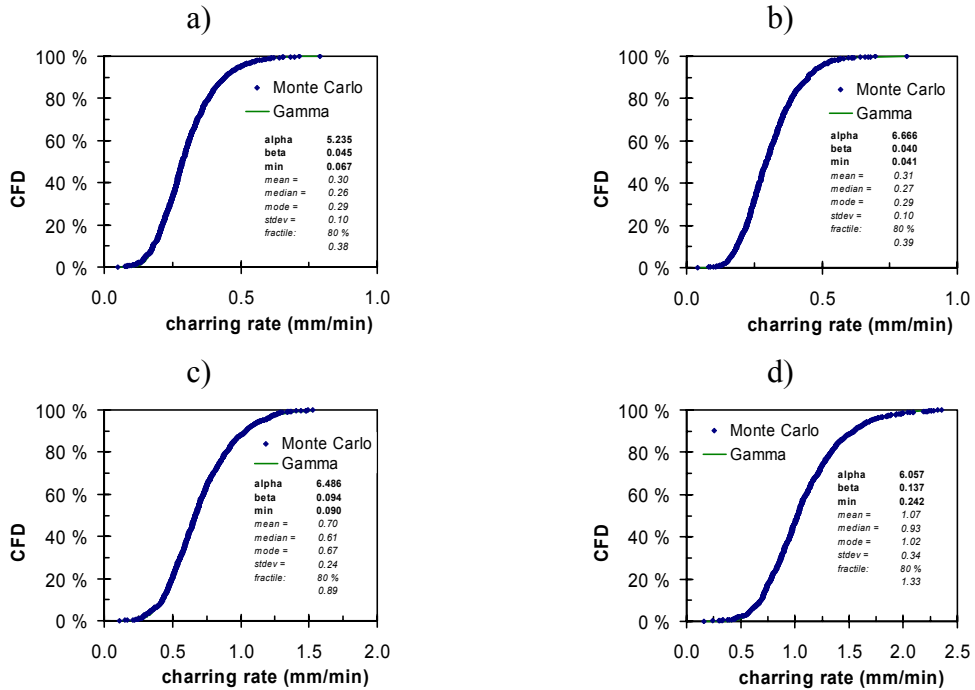 a)
100 %
80 %
60 %
40 %
20 %
0 %
CFD
Monte Carlo
Gamma
alpha 5.235
beta 0.045
min 0.067
mean = 0.30
median = 0.26
mode = 0.29
stdev = 0.10
fractile: 80 %
0.38
0.0 0.5 1.0
charring rate (mm/min)
b)
100 %
80 %
60 %
40 %
20 %
0 %
CFD
Monte Carlo
Gamma
alpha 6.666
beta 0.040
min 0.041
mean = 0.31
median = 0.27
mode = 0.29
stdev = 0.10
fractile: 80 %
0.39
0.0 0.5 1.0
charring rate (mm/min)
c)
100 %
80 %
60 %
40 %
20 %
0 %
CFD
Monte Carlo
Gamma
alpha 6.486
beta 0.094
min 0.090
mean = 0.70
median = 0.61
mode = 0.67
stdev = 0.24
fractile: 80 %
0.89
0.0 0.5 1.0 1.5 2.0
charring rate (mm/min)
d)
100 %
80 %
60 %
40 %
20 %
0 %
CFD
Monte Carlo
Gamma
alpha 6.057
beta 0.137
min 0.242
mean = 1.07
median = 0.93
mode = 1.02
stdev = 0.34
fractile: 80 %
1.33
0.0 0.5 1.0 1.5 2.0 2.5
charring rate (mm/min)